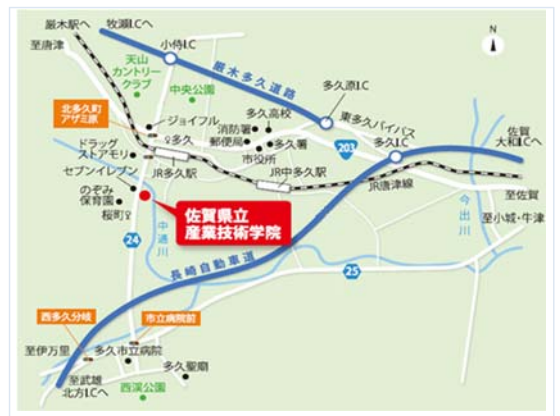 厳木駅へ
牧瀬I.Cへ
至唐津
小侍I.C
N
天山
カントリー
クラブ
中央公園
厳木多久道路
多久原I.C
北多久町
アザミ原
ジョイフル
多久高校
消防署
郵便局
多久署
市役所
東多久バイパス
203
多久I.C
佐賀
大和I.Cへ
ドラッグ
ストアモリ
多久
JR多久駅
JR中多久駅
JR唐津線
至佐賀
セブンイレブン
のぞみ
保育園
桜町
佐賀県立
産業技術学院
24
中通川
今出川
至小城・牛津
長崎自動車道
25
西多久分岐
市立病院前
至伊万里
多久市立病院
至武雄
北方I.Cへ
多久聖廟
西渓公園